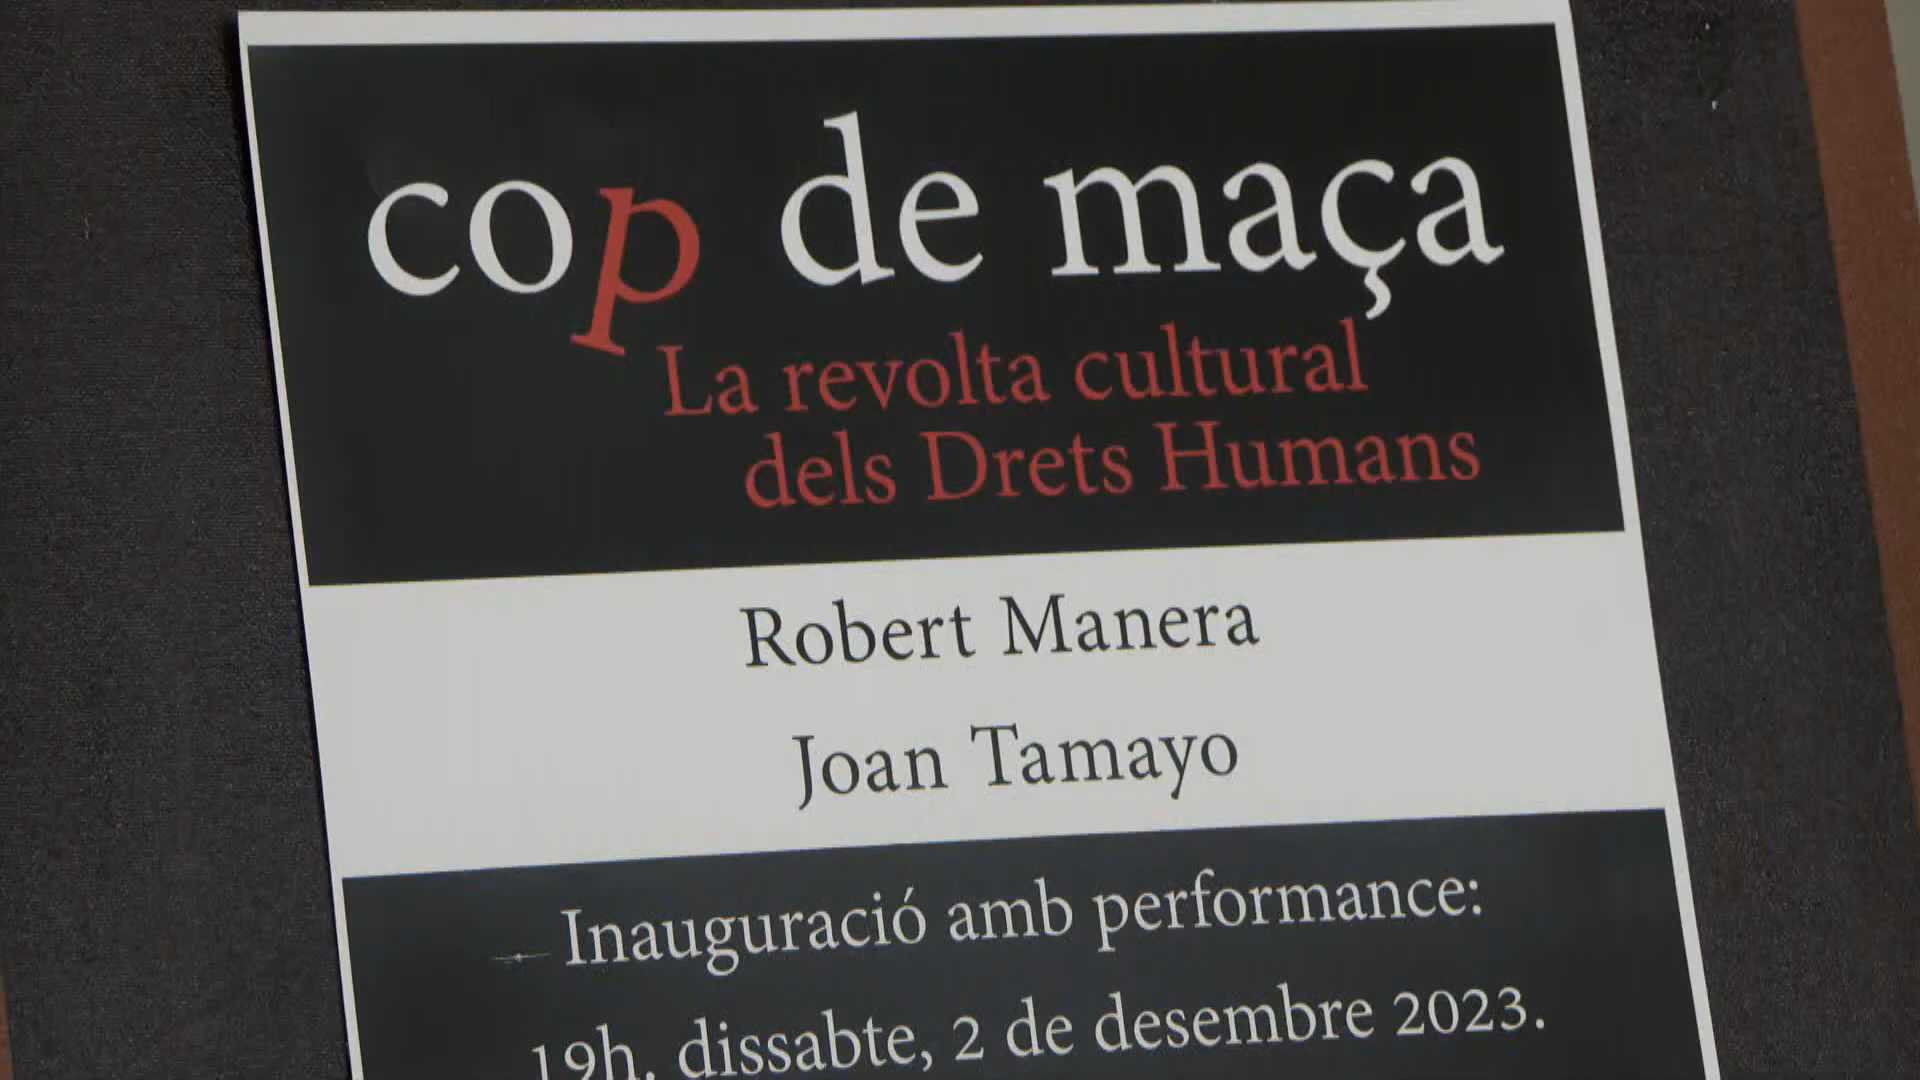 cop de maça
La revolta cultural
dels Drets Humans
Robert Manera
Joan Tamayo
Inauguració amb performance:
19h. dissabte, 2 de desembre 2023.